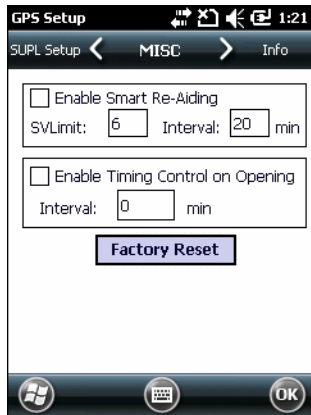 GPS Setup 1:21
SUPL Setup MISC Info
Enable Smart Re-Aiding
SVLimit: 6 Interval: 20 min
Enable Timing Control on Opening
Interval: 0 min
Factory Reset
OK